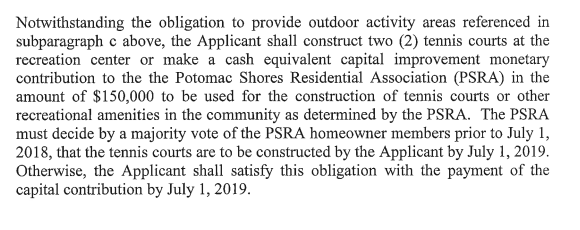 Notwithstanding the obligation to provide outdoor activity areas referenced in
subparagraph c above, the Applicant shall construct two (2) tennis courts at the
recreation center or make a cash equivalent capital improvement monetary
contribution to the the Potomac Shores Residential Association (PSRA) in the
amount of $150,000 to be used for the construction of tennis courts or other
recreational amenities in the community as determined by the PSRA. The PSRA
must decide by a majority vote of the PSRA homeowner members prior to July 1,
2018, that the tennis courts are to be constructed by the Applicant by July 1, 2019.
Otherwise, the Applicant shall satisfy this obligation with the payment of the
capital contribution by July 1, 2019.